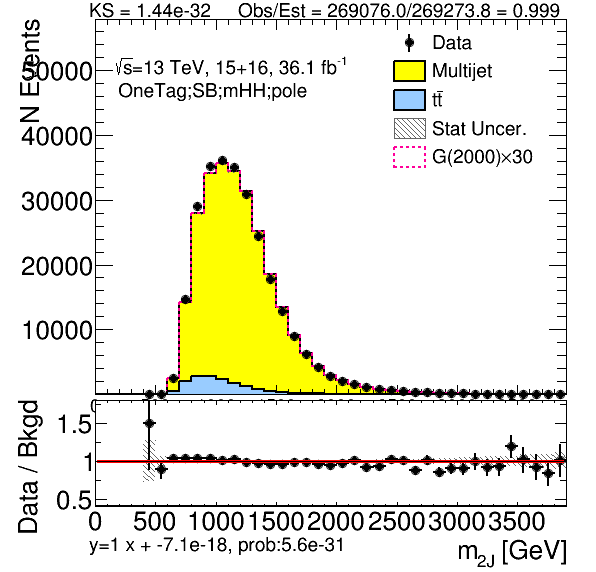 KS = 1.44e-32 Obs/Est = 269076.0/269273.8 = 0.999
N Events
50000
40000
30000
20000
10000
√s=13 TeV, 15+16, 36.1 fb⁻¹
OneTag;SB;mHH;pole
Data
Multijet
tt̄
Stat Uncer.
G(2000)×30
Data / Bkgd
1.5
1
0.5
0 500 1000 1500 2000 2500 3000 3500
y=1 x + -7.1e-18, prob:5.6e-31
m2J [GeV]